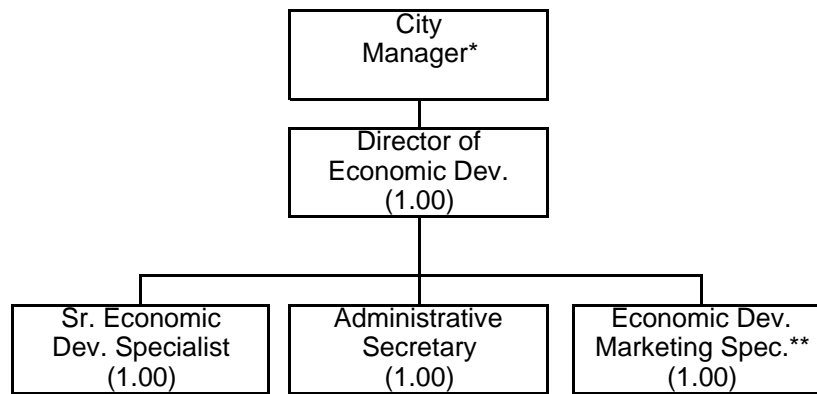 City
Manager*
Director of
Economic Dev.
(1.00)
Sr. Economic
Dev. Specialist
(1.00)
Administrative
Secretary
(1.00)
Economic Dev.
Marketing Spec.**
(1.00)